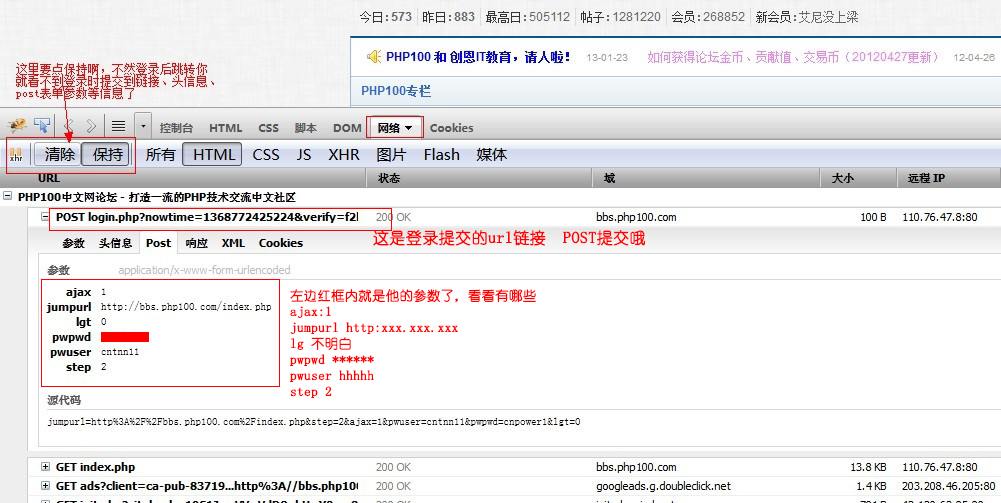 今日:573 昨日:883 最高日:505112 帖子:1281220 会员:268852 新会员:艾尼没上梁
PHP100 和 创恩IT教育，请人啦! 13-01-23 如何获得论坛金币、贡献值、交易币（20120427更新） 12-04-26
PHP100专栏
这里要点保持啊，不然登录后跳转你
就看不到登录时提交到链接、头信息、
post表单参数等信息了
控制台 HTML CSS 脚本 DOM 网络 Cookies
xhr 清除 保持 所有 HTML CSS JS XHR 图片 Flash 媒体
URL 状态 域 大小 远程 IP
PHP100中文网论坛 - 打造一流的PHP技术交流中文社区
POST login.php?nowtime=1368772425224&verify=f2l 200 OK bbs.php100.com 100 B 110.76.47.8:80
参数 头信息 Post 响应 XML Cookies
这是登录提交的url链接 POST提交哦
参数 application/x-www-form-urlencoded
ajax 1
jumpurl http://bbs.php100.com/index.php
lgt 0
pwpwd
pwuser cntnn11
step 2
左边红框内就是他的参数了，看看有哪些
ajax:1
jumpurl http:xxx.xxx.xxx
lg 不明白
pwpwd ******
pwuser hhhhh
step 2
源代码
jumpurl=http%3A%2F%2Fbbs.php100.com%2Findex.php&step=2&ajax=1&pwuser=cntnn11&pwpwd=cnpower1&lgt=0
GET index.php 200 OK bbs.php100.com 13.8 KB 110.76.47.8:80
GET ads?client=ca-pub-83719...http%3A//bbs.php10 200 OK googleads.g.doubleclick.net 1.4 KB 203.208.46.205:80